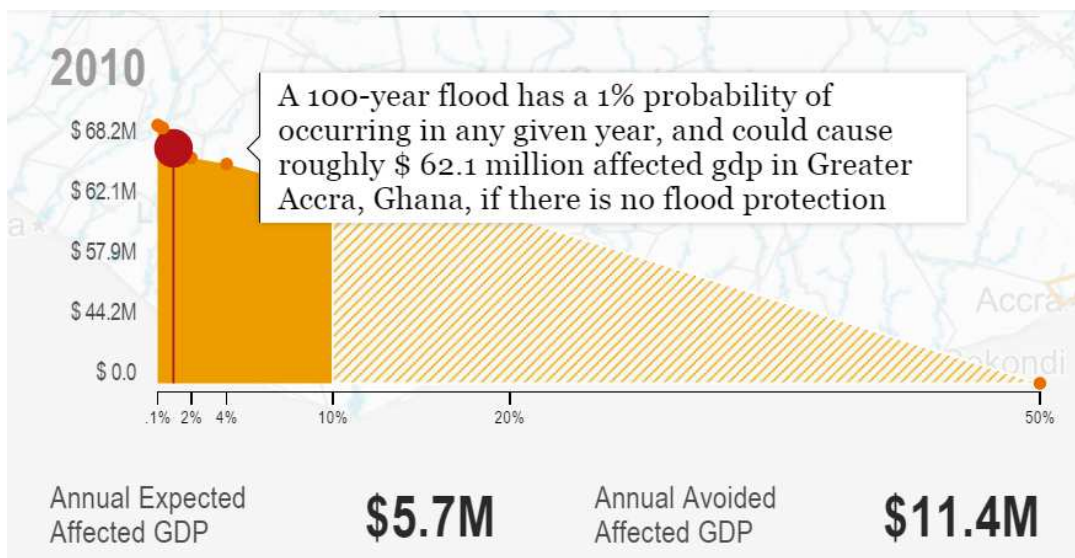 2010
A 100-year flood has a 1% probability of
occurring in any given year, and could cause
roughly $ 62.1 million affected gdp in Greater
Accra, Ghana, if there is no flood protection
$ 68.2M
$ 62.1M
$ 57.9M
$ 44.2M
$ 0.0
Accra
kondi
.1% 2% 4% 10% 20% 50%
Annual Expected
Affected GDP
$5.7M
Annual Avoided
Affected GDP
$11.4M